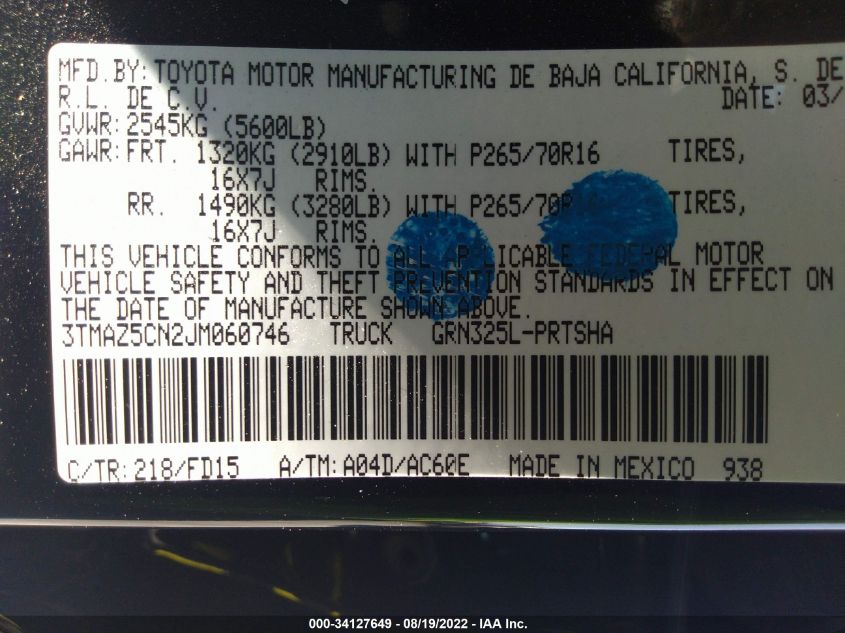 MFD.BY:TOYOTA MOTOR MANUFACTURING DE BAJA CALIFORNIA, S. DE
R.L. DE C.V. DATE: 03/
GVWR:2545KG (5600LB)
GAWR:FRT. 1320KG (2910LB) WITH P265/70R16 TIRES,
16X7J RIMS.
RR. 1490KG (3280LB) WITH P265/70R16 TIRES,
16X7J RIMS.
THIS VEHICLE CONFORMS TO ALL APPLICABLE FEDERAL MOTOR
VEHICLE SAFETY AND THEFT PREVENTION STANDARDS IN EFFECT ON
THE DATE OF MANUFACTURE SHOWN ABOVE.
3TMAZ5CN2JM060746 TRUCK GRN325L-PRTSHA
C/TR:218/FD15 A/TM:A04D/AC60E MADE IN MEXICO 938
000-34127649 - 08/19/2022 - IAA Inc.